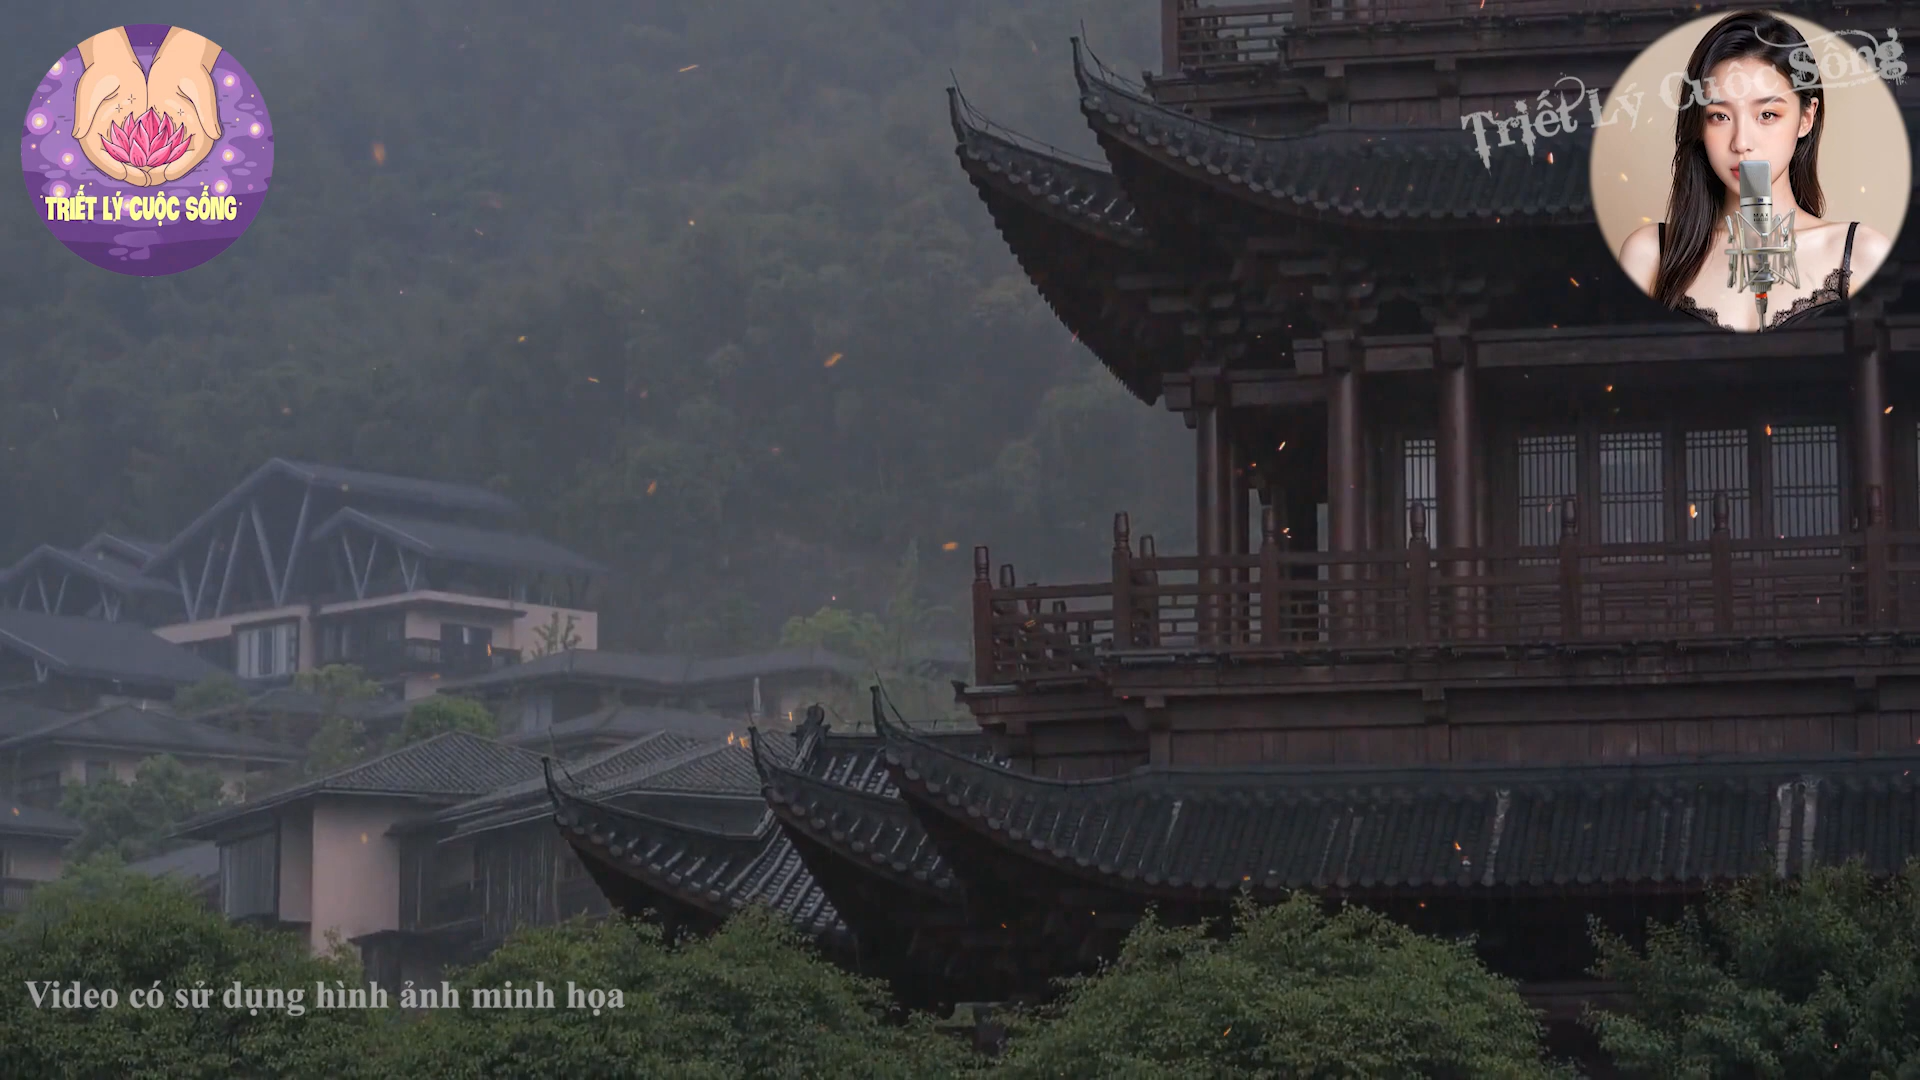 TRIẾT LÝ CUỘC SỐNG
Triết Lý Cuộc Sống
Video có sử dụng hình ảnh minh họa